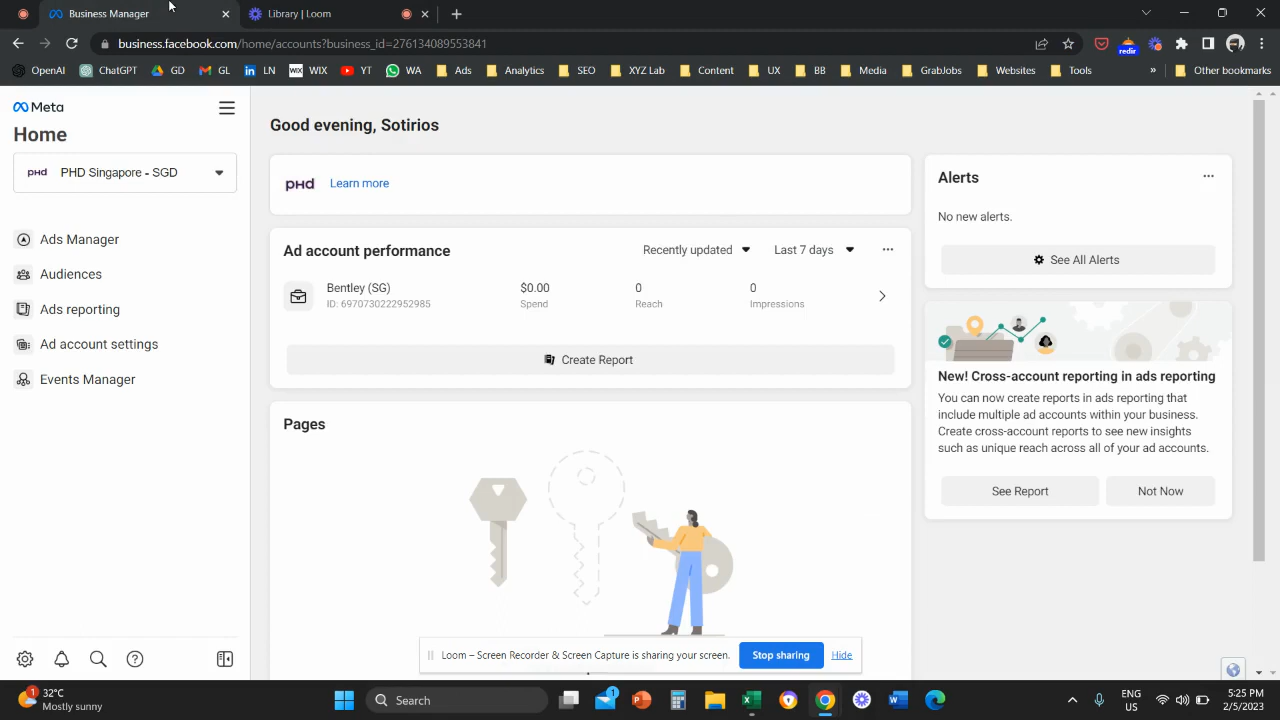 Business Manager
Library | Loom
business.facebook.com/home/accounts?business_id=276134089553841
redir
OpenAI
ChatGPT
GD
GL
LN
WIX
WIX
YT
WA
Ads
Analytics
SEO
XYZ Lab
Content
UX
BB
Media
GrabJobs
Websites
Tools
»
Other bookmarks
Meta
Home
phd
PHD Singapore - SGD
Ads Manager
Audiences
Ads reporting
Ad account settings
Events Manager
Good evening, Sotirios
phd
Learn more
Ad account performance
Recently updated
Last 7 days
Bentley (SG)
ID: 6970730222952985
$0.00
Spend
0
Reach
0
Impressions
Create Report
Pages
Alerts
No new alerts.
See All Alerts
New! Cross-account reporting in ads reporting
You can now create reports in ads reporting that
include multiple ad accounts within your business.
Create cross-account reports to see new insights
such as unique reach across all of your ad accounts.
See Report
Not Now
Loom – Screen Recorder & Screen Capture is sharing your screen.
Stop sharing
Hide
1
32°C
Mostly sunny
Search
1
ENG
US
5:25 PM
2/5/2023